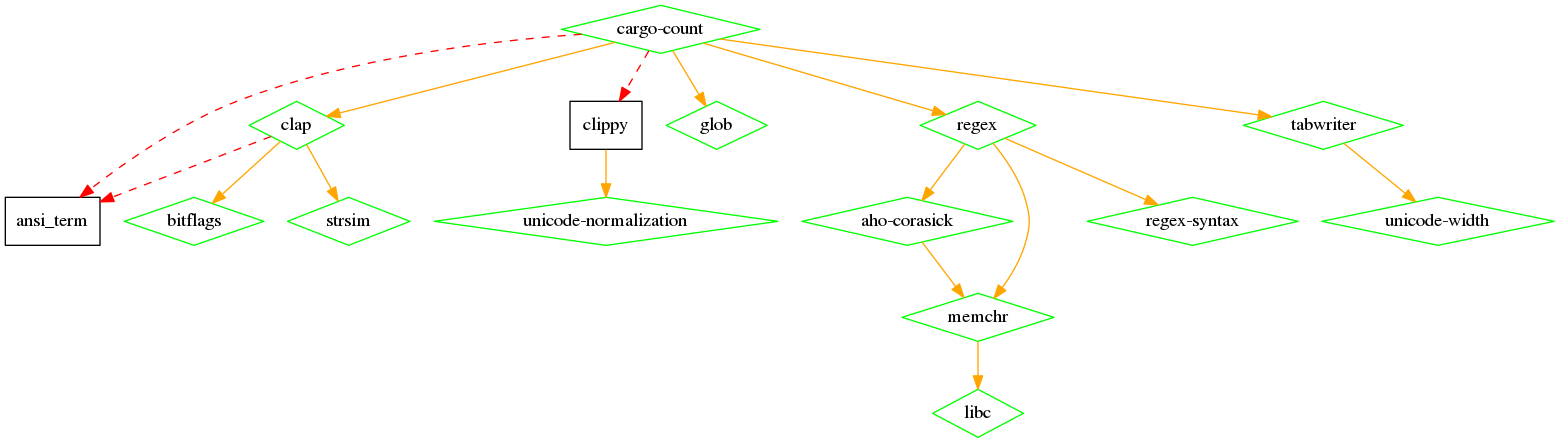 cargo-count
clap
clippy
glob
regex
tabwriter
ansi_term
bitflags
strsim
unicode-normalization
aho-corasick
regex-syntax
unicode-width
memchr
libc